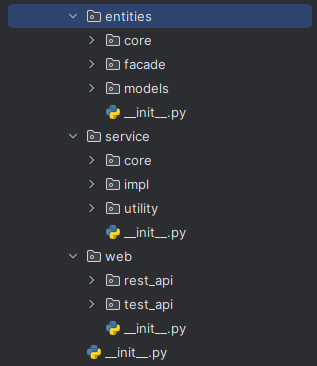 entities
core
facade
models
__init__.py
service
core
impl
utility
__init__.py
web
rest_api
test_api
__init__.py
__init__.py